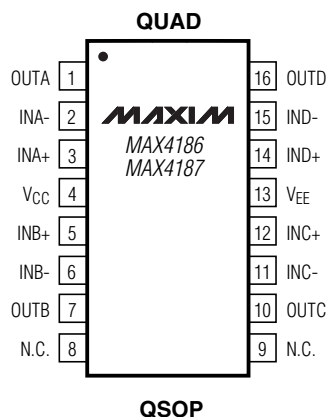 QUAD
OUTA 1 16 OUTD
INA- 2 MAXIM 15 IND-
INA+ 3 MAX4186 14 IND+
MAX4187
VCC 4 13 VEE
INB+ 5 12 INC+
INB- 6 11 INC-
OUTB 7 10 OUTC
N.C. 8 9 N.C.
QSOP